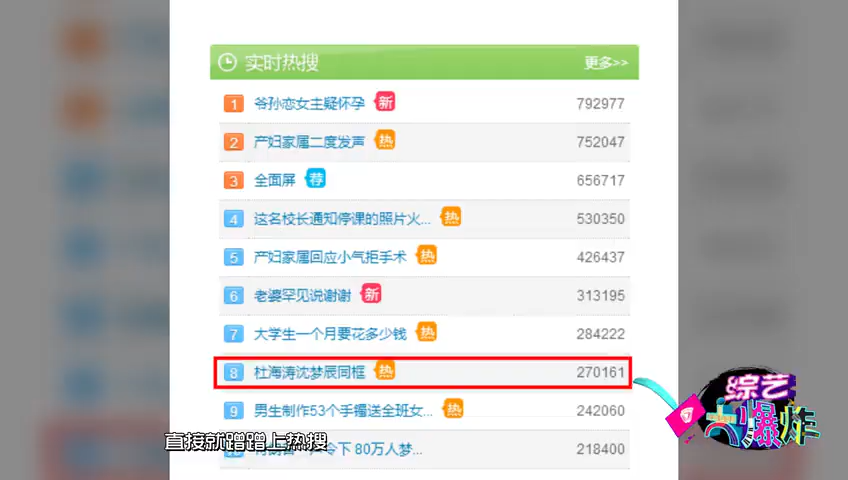 实时热搜 更多>>
1 爷孙恋女主疑怀孕 新 792977
2 产妇家属二度发声 热 752047
3 全面屏 荐 656717
4 这名校长通知停课的照片火... 热 530350
5 产妇家属回应小气拒手术 热 426437
6 老婆罕见说谢谢 新 313195
7 大学生一个月要花多少钱 热 284222
8 杜海涛沈梦辰同框 热 270161
9 男生制作53个手镯送全班女... 热 242060
令下 80万人梦... 218400
直接就蹭蹭上热搜
综艺
大爆炸